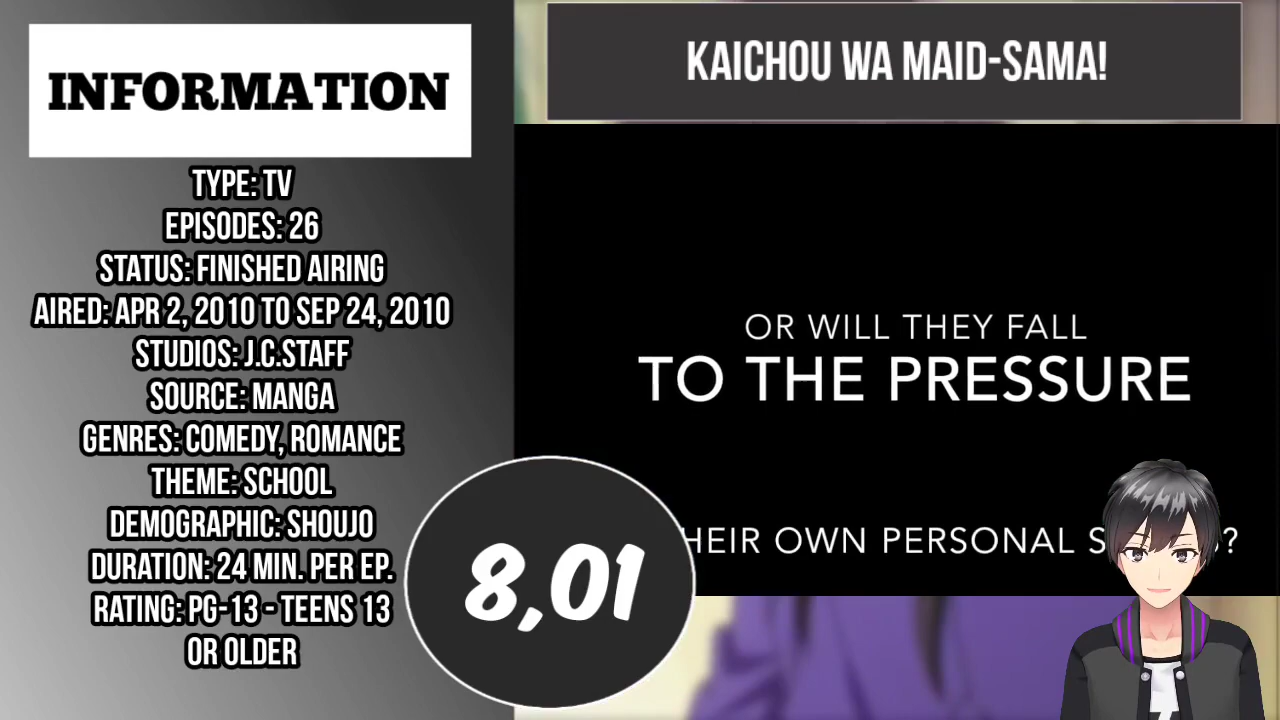 INFORMATION
TYPE: TV
EPISODES: 26
STATUS: FINISHED AIRING
AIRED: APR 2, 2010 TO SEP 24, 2010
STUDIOS: J.C.STAFF
SOURCE: MANGA
GENRES: COMEDY, ROMANCE
THEME: SCHOOL
DEMOGRAPHIC: SHOUJO
DURATION: 24 MIN. PER EP.
RATING: PG-13 - TEENS 13
OR OLDER
8,01
KAICHOU WA MAID-SAMA!
OR WILL THEY FALL
TO THE PRESSURE
OWN PERSONAL